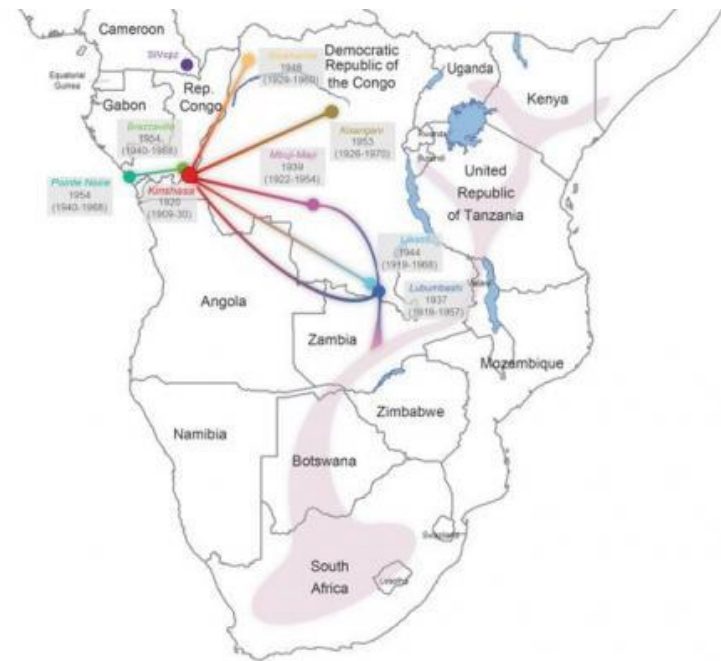 Cameroon
SIVcpz
Equatorial
Guinea
Gabon
Rep.
Congo
1948
(1929-1960)
Democratic
Republic of
the Congo
Uganda
Kenya
Rwanda
Burundi
United
Republic
of Tanzania
Brazzaville
1954,
(1940-1968)
Kisangani
1953
(1926-1970)
Mbuji-Mayi
1939
(1922-1954)
Pointe Noire
1954
(1940-1968)
Kinshasa
1920
(1909-30)
1944
(1919-1968)
Lubumbashi
1937
(1919-1957)
Angola
Zambia
Mozambique
Zimbabwe
Namibia
Botswana
South
Africa
Swaziland
Lesotho